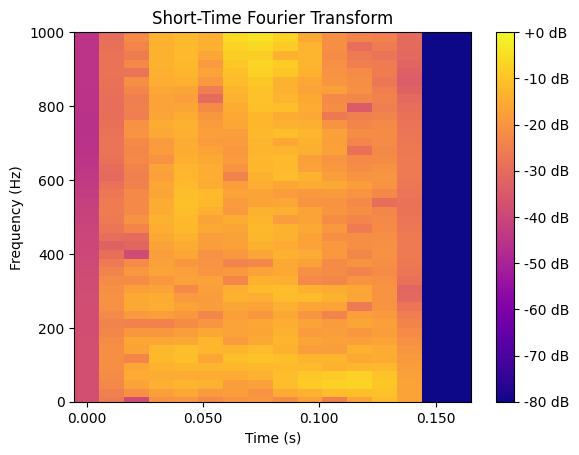 Short-Time Fourier Transform
1000
800
600
400
200
0
Frequency (Hz)
0.000
0.050
0.100
0.150
Time (s)
+0 dB
-10 dB
-20 dB
-30 dB
-40 dB
-50 dB
-60 dB
-70 dB
-80 dB